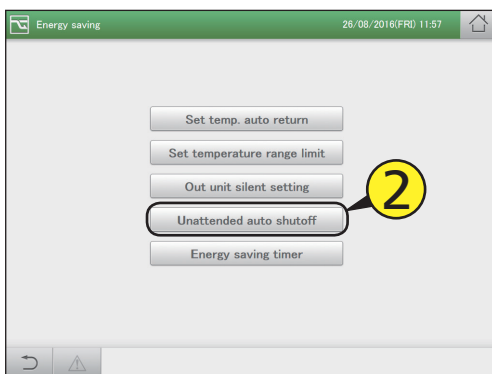 Energy saving 26/08/2016(FRI) 11:57
Set temp. auto return
Set temperature range limit
Out unit silent setting
Unattended auto shutoff
2
Energy saving timer